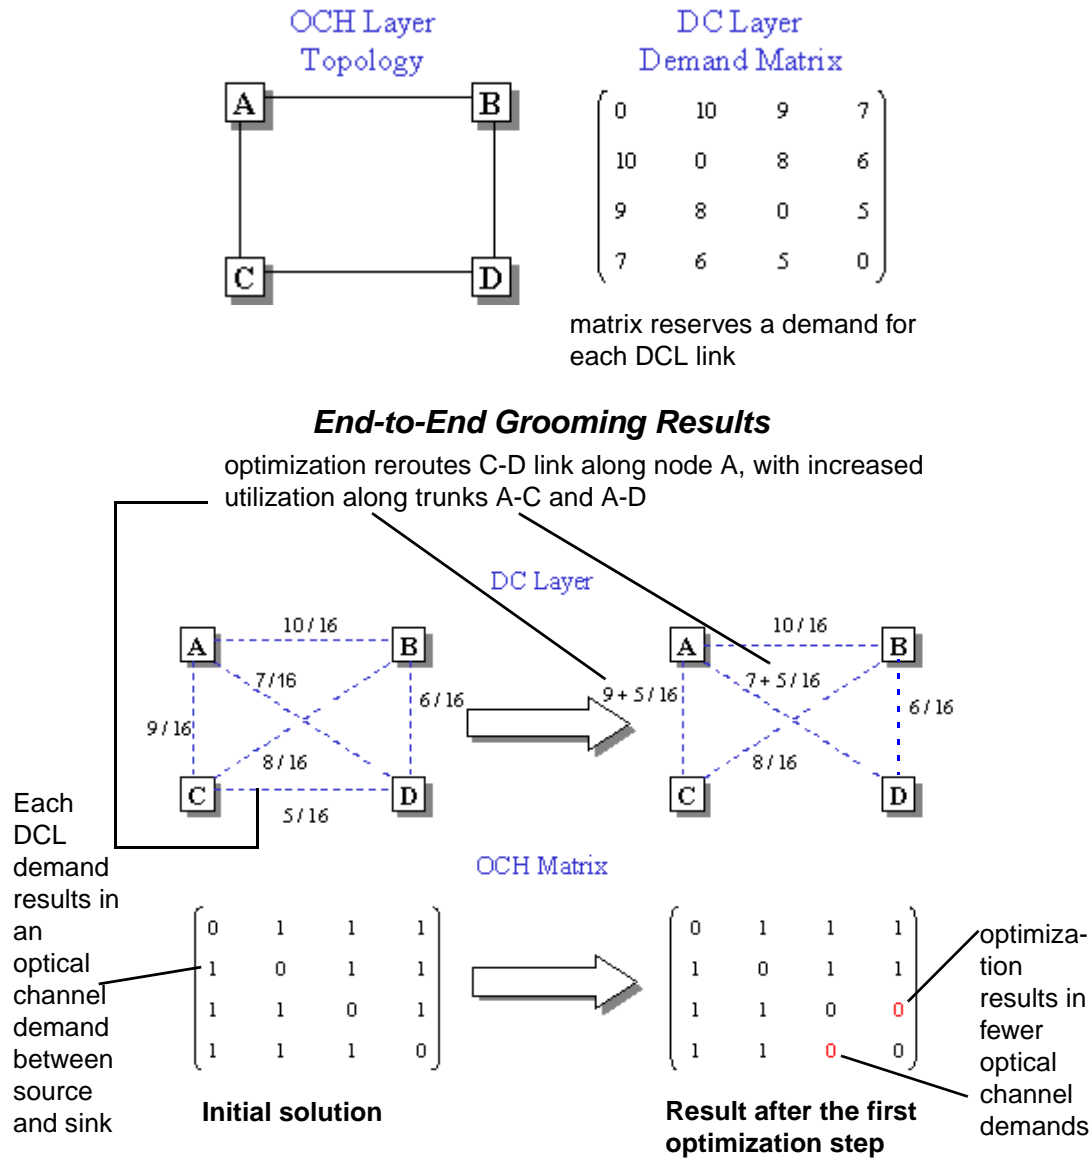 OCH Layer
Topology
DC Layer
Demand Matrix
A
B
C
D
0 10 9 7
10 0 8 6
9 8 0 5
7 6 5 0
matrix reserves a demand for
each DCL link
End-to-End Grooming Results
optimization reroutes C-D link along node A, with increased
utilization along trunks A-C and A-D
DC Layer
A
10 / 16
B
7 /16
6 / 16
9 / 16
8 / 16
C
D
5 / 16
A
10 / 16
B
9 + 5 / 16
7 + 5 / 16
6 / 16
8 / 16
C
D
Each
DCL
demand
results in
an
optical
channel
demand
between
source
and sink
OCH Matrix
0 1 1 1
1 0 1 1
1 1 0 1
1 1 1 0
Initial solution
0 1 1 1
1 0 1 1
1 1 0 0
1 1 0 0
Result after the first
optimization step
optimiza-
tion
results in
fewer
optical
channel
demands